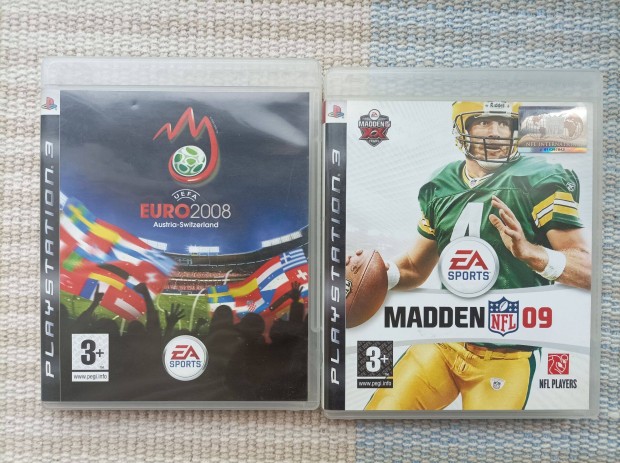 PLAYSTATION 3
UEFA
EURO2008
Austria-Switzerland
3+
www.pegi.info
EA
SPORTS
PLAYSTATION 3
MADDEN
XX
4
EA
SPORTS
MADDEN NFL 09
3+
www.pegi.info
NFL PLAYERS